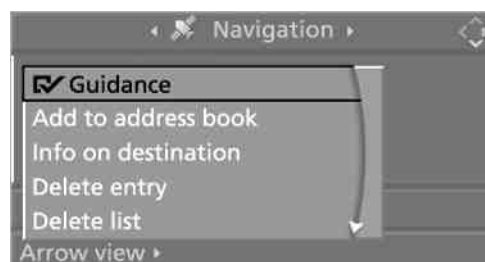 Navigation
Guidance
Add to address book
Info on destination
Delete entry
Delete list
Arrow view